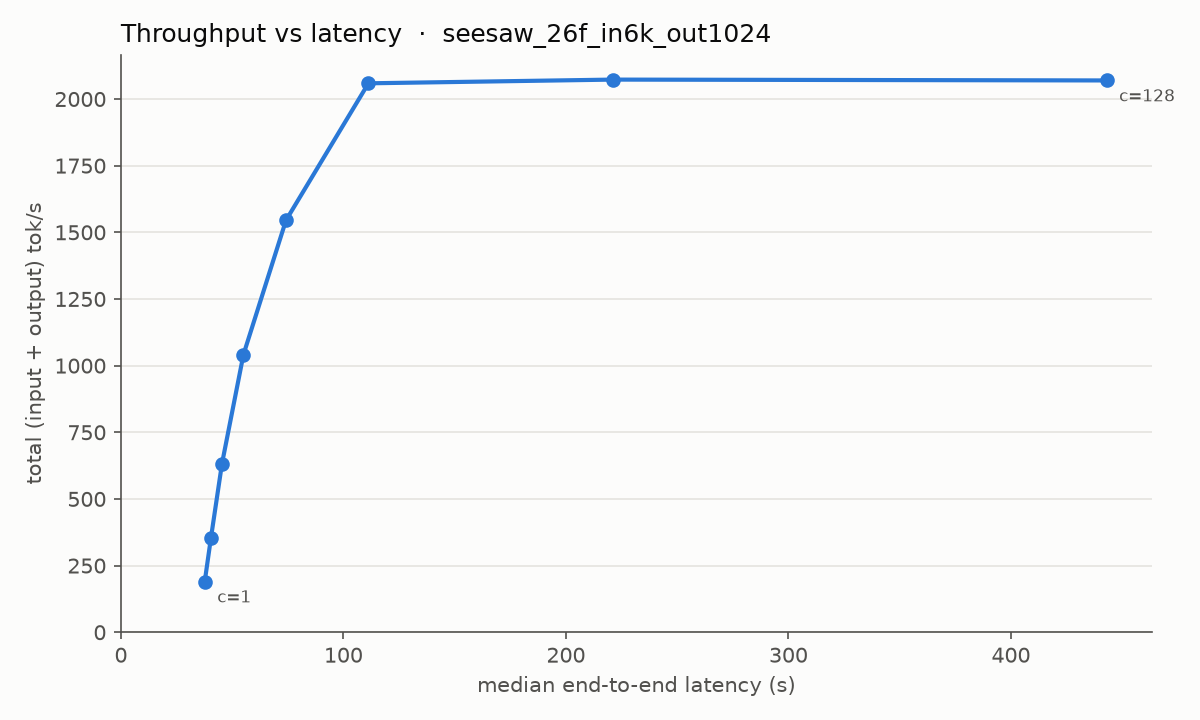 Throughput vs latency · seesaw_26f_in6k_out1024
total (input + output) tok/s
2000
1750
1500
1250
1000
750
500
250
0
c=128
c=1
0 100 200 300 400
median end-to-end latency (s)